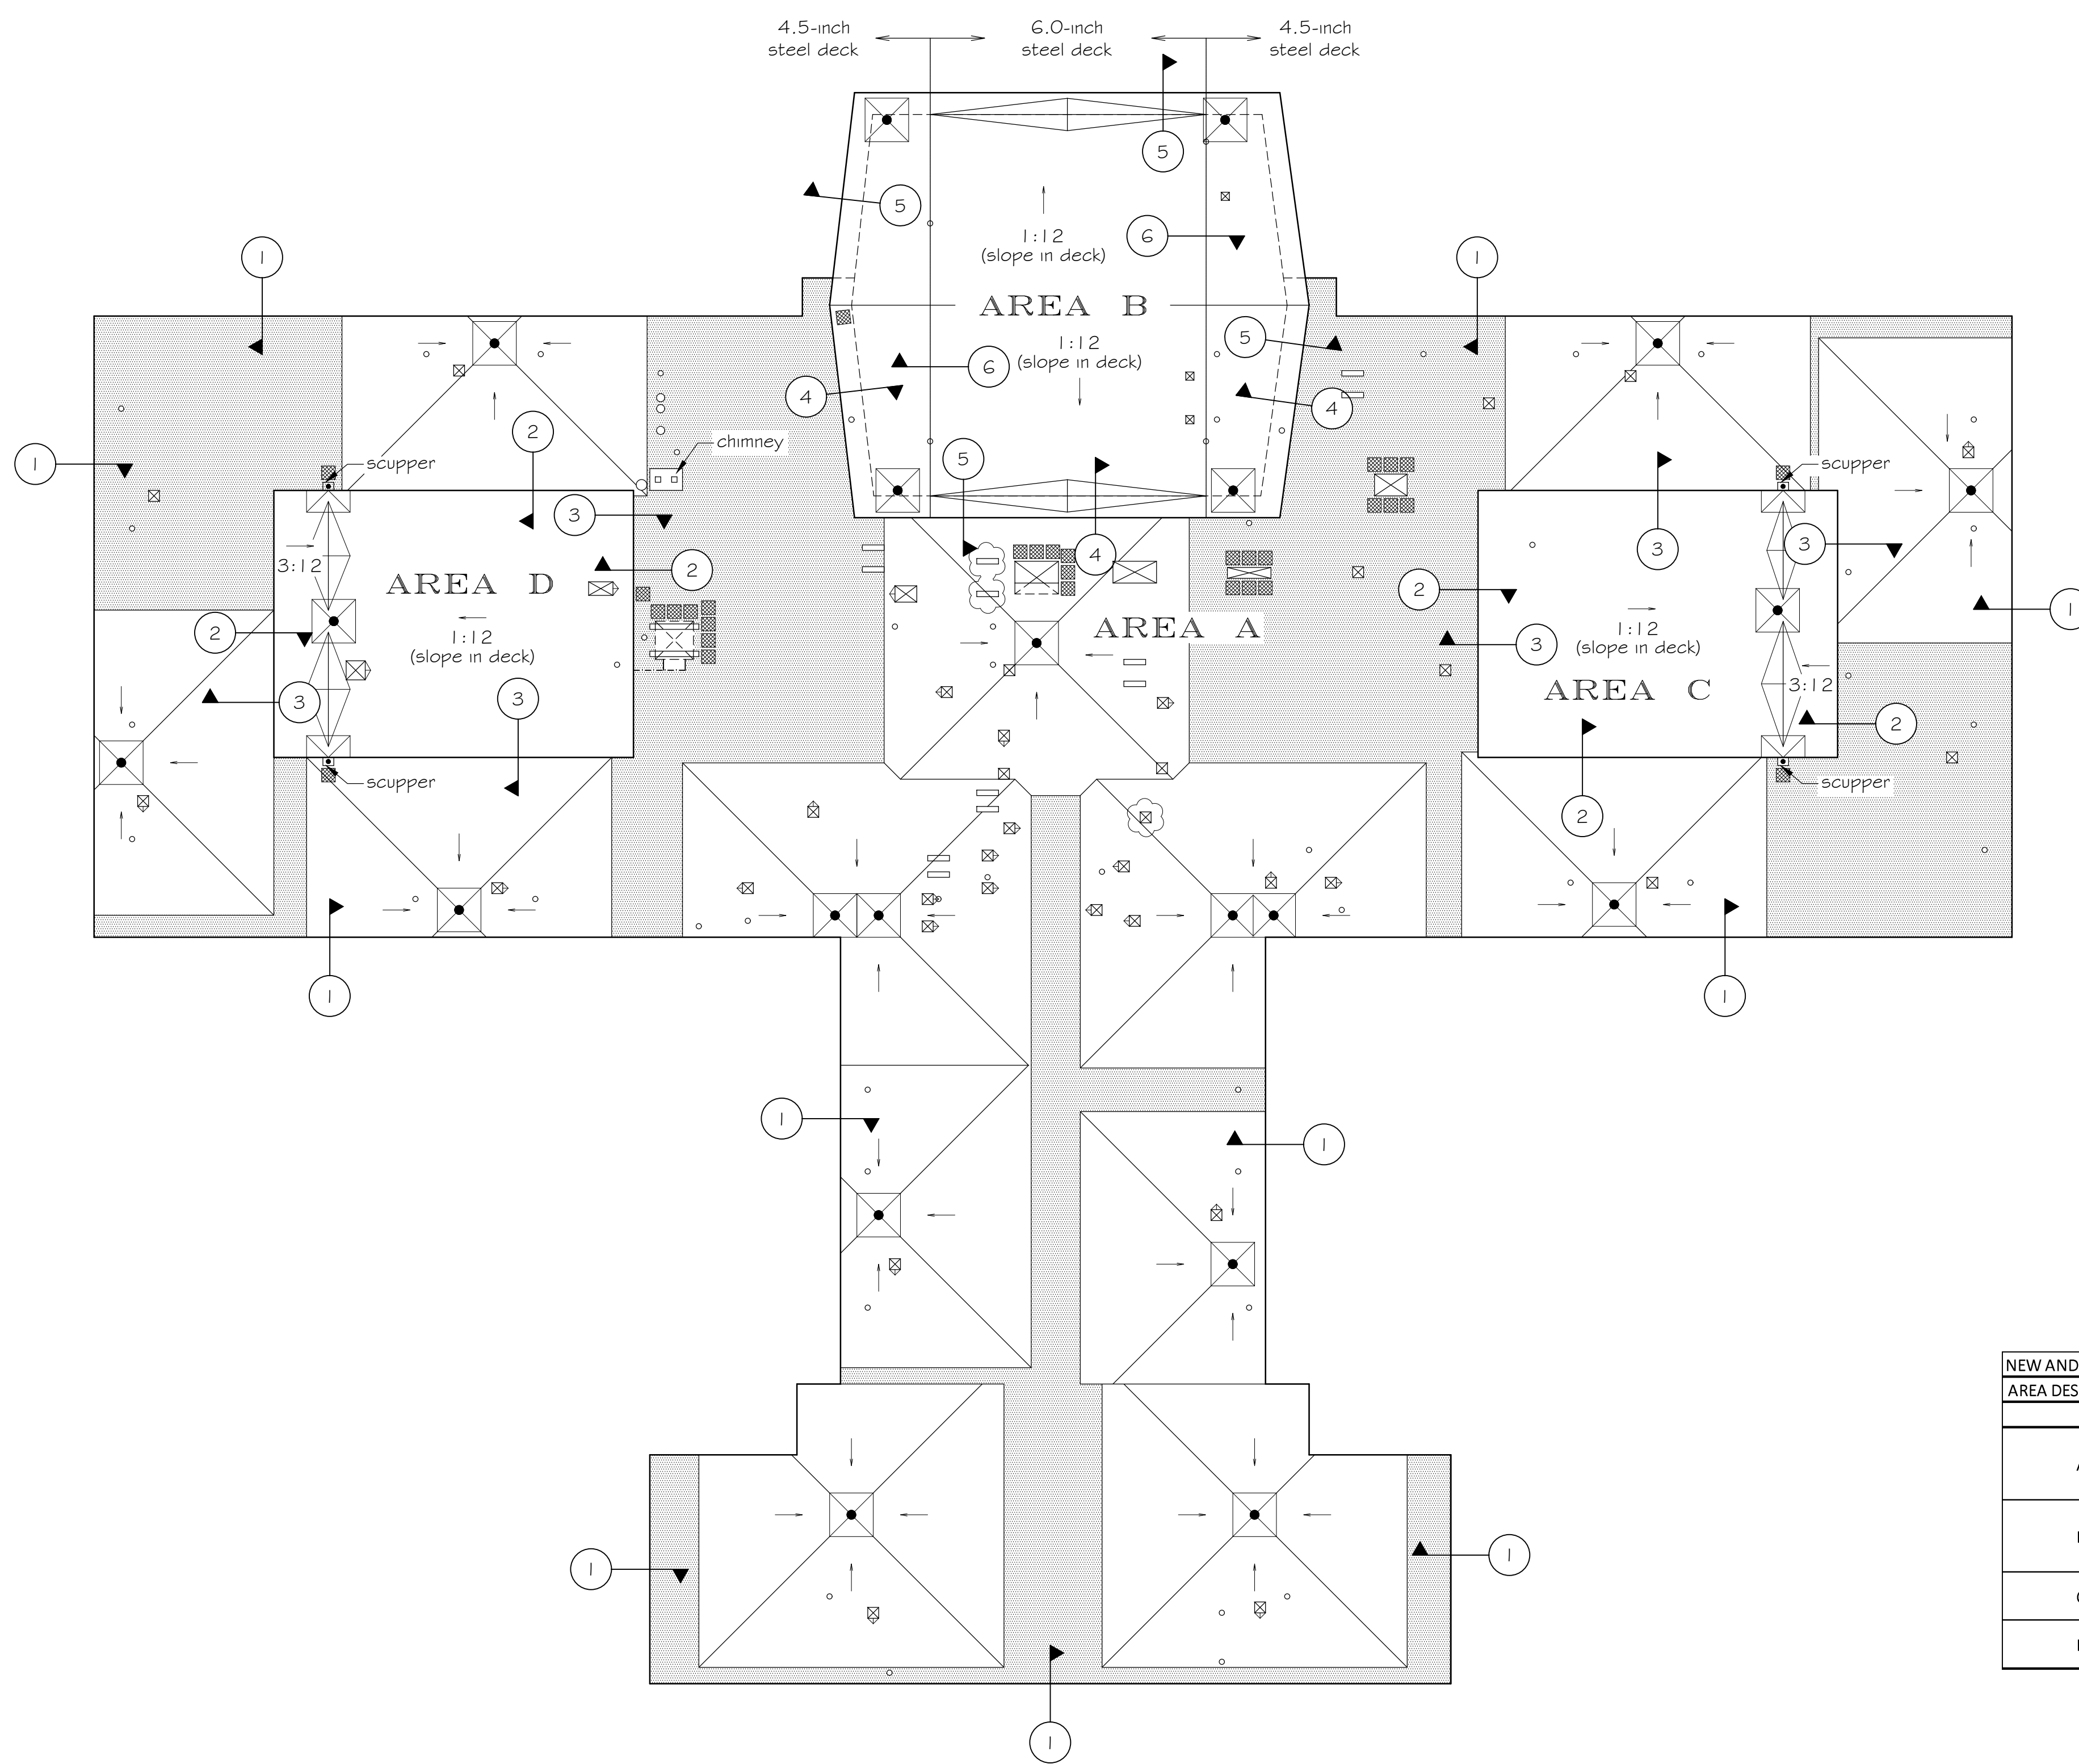 4.5-inch
steel deck
6.0-inch
steel deck
4.5-inch
steel deck
5
5
6
1:12
(slope in deck)
1
1
AREA B
1:12
(slope in deck)
5
6
4
4
2
chimney
1
scupper
5
scupper
3
4
3
3
3:12
AREA D
2
2
1
1:12
(slope in deck)
2
AREA A
1:12
(slope in deck)
3
3
3
AREA C
3:12
2
scupper
scupper
2
1
1
1
1
1
1
1
NEW AND
AREA DES